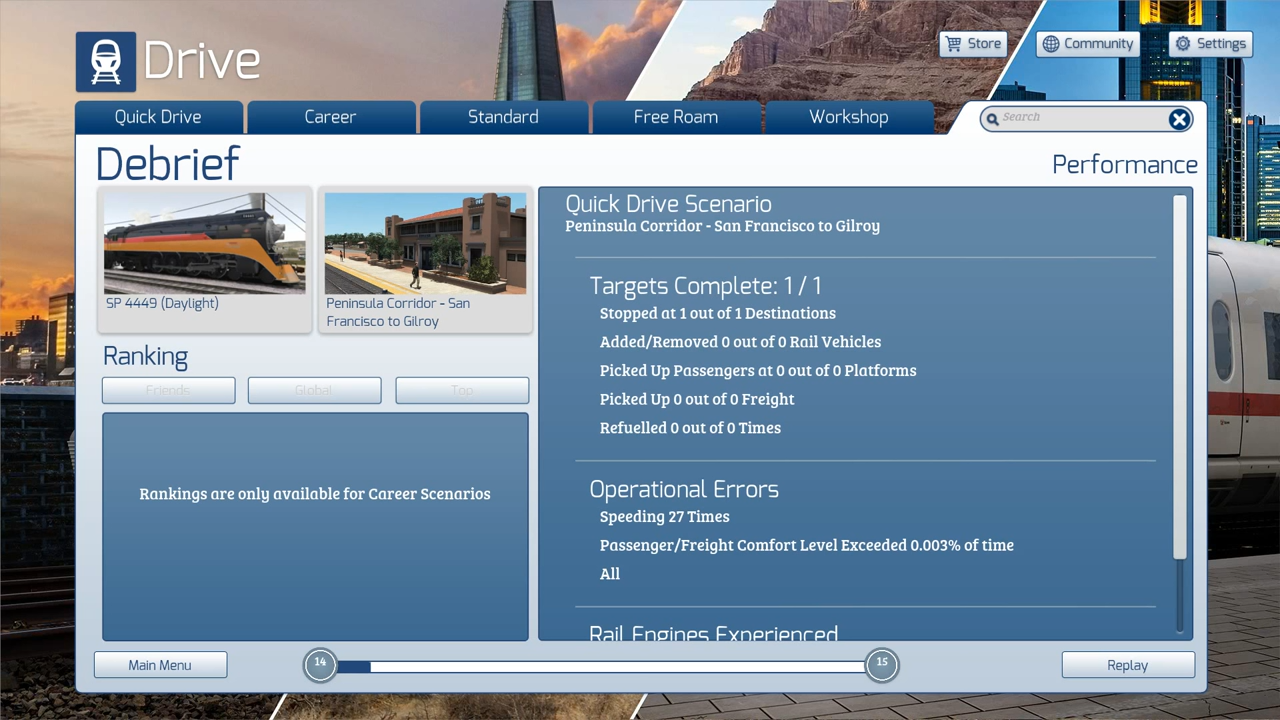 Drive
Store
Community
Settings
Quick Drive
Career
Standard
Free Roam
Workshop
Search
Debrief
Performance
SP 4449 (Daylight)
Peninsula Corridor - San
Francisco to Gilroy
Ranking
Friends
Global
Top
Rankings are only available for Career Scenarios
Quick Drive Scenario
Peninsula Corridor - San Francisco to Gilroy
Targets Complete: 1 / 1
Stopped at 1 out of 1 Destinations
Added/Removed 0 out of 0 Rail Vehicles
Picked Up Passengers at 0 out of 0 Platforms
Picked Up 0 out of 0 Freight
Refuelled 0 out of 0 Times
Operational Errors
Speeding 27 Times
Passenger/Freight Comfort Level Exceeded 0.003% of time
All
Rail Engines Experienced
Main Menu
14
15
Replay